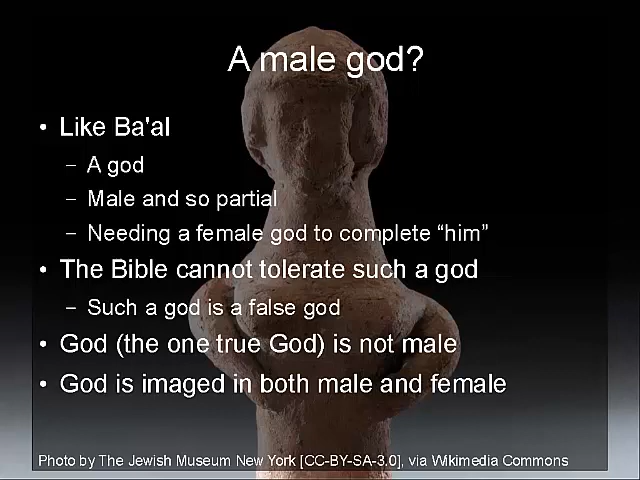 A male god?
• Like Ba'al
– A god
– Male and so partial
– Needing a female god to complete “him”
• The Bible cannot tolerate such a god
– Such a god is a false god
• God (the one true God) is not male
• God is imaged in both male and female
Photo by The Jewish Museum New York [CC-BY-SA-3.0], via Wikimedia Commons